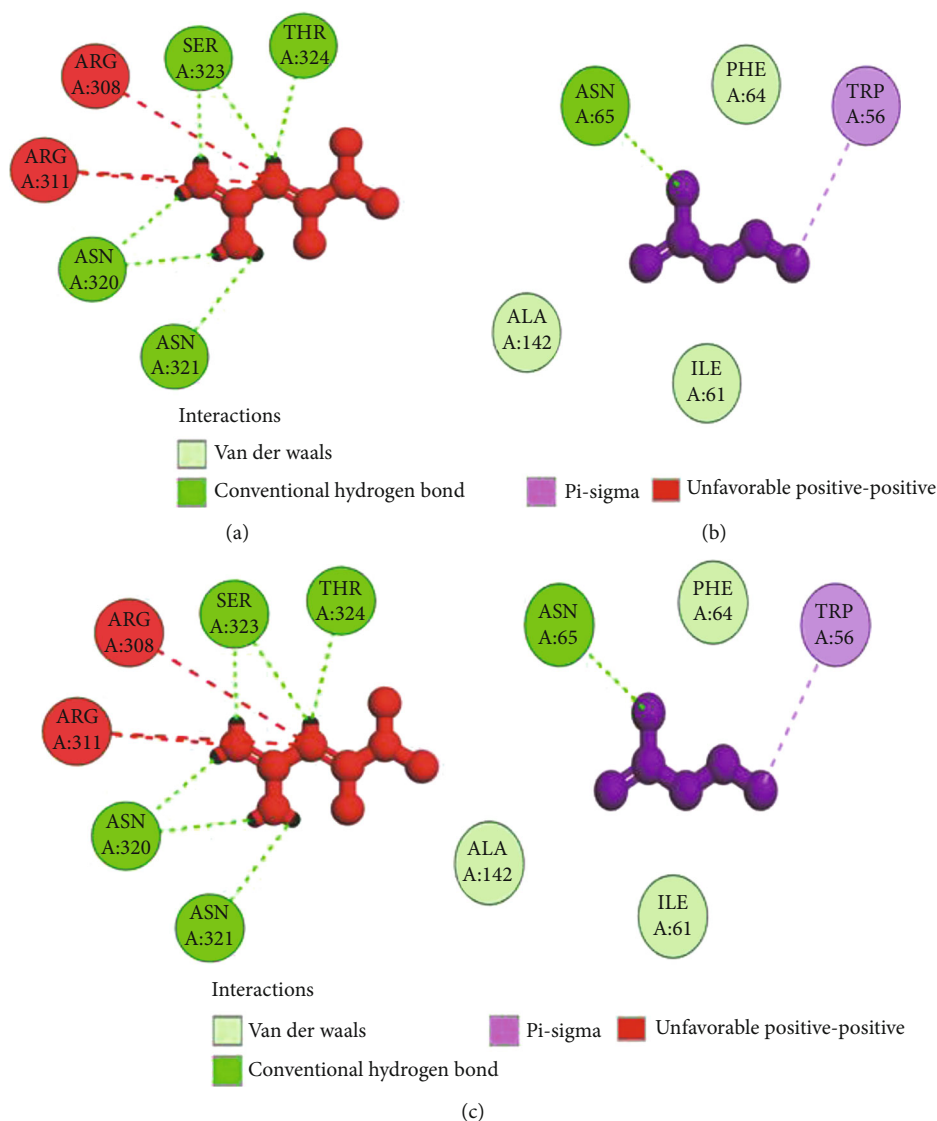 SER
A:323
THR
A:324
ARG
A:308
ARG
A:311
ASN
A:320
ASN
A:321
Interactions
Van der waals
Conventional hydrogen bond
(a)
PHE
A:64
ASN
A:65
TRP
A:56
ALA
A:142
ILE
A:61
Pi-sigma
Unfavorable positive-positive
(b)
SER
A:323
THR
A:324
ARG
A:308
ARG
A:311
ASN
A:320
ASN
A:321
PHE
A:64
ASN
A:65
TRP
A:56
ALA
A:142
ILE
A:61
Interactions
Van der waals
Pi-sigma
Unfavorable positive-positive
Conventional hydrogen bond
(c)